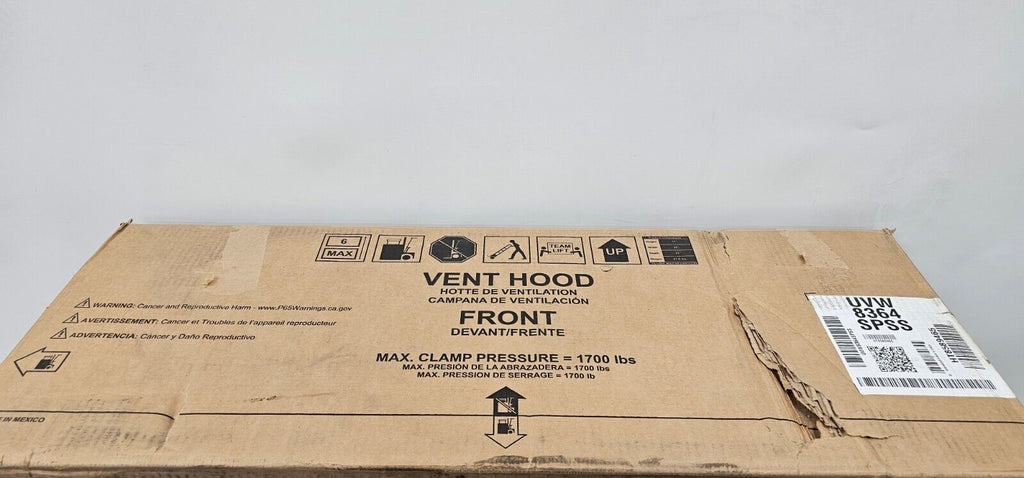 6
MAX
TEAM
LIFT
UP
VENT HOOD
HOTTE DE VENTILATION
CAMPANA DE VENTILACIÓN
FRONT
DEVANT/FRENTE
WARNING: Cancer and Reproductive Harm - www.P65Warnings.ca.gov
AVERTISSEMENT: Cancer et Troubles de l'appareil reproducteur
ADVERTENCIA: Cáncer y Daño Reproductivo
MAX. CLAMP PRESSURE = 1700 lbs
MAX. PRESIÓN DE LA ABRAZADERA = 1700 lbs
MAX. PRESSION DE SERRAGE = 1700 lb
E IN MEXICO
UVW
8364
SPSS